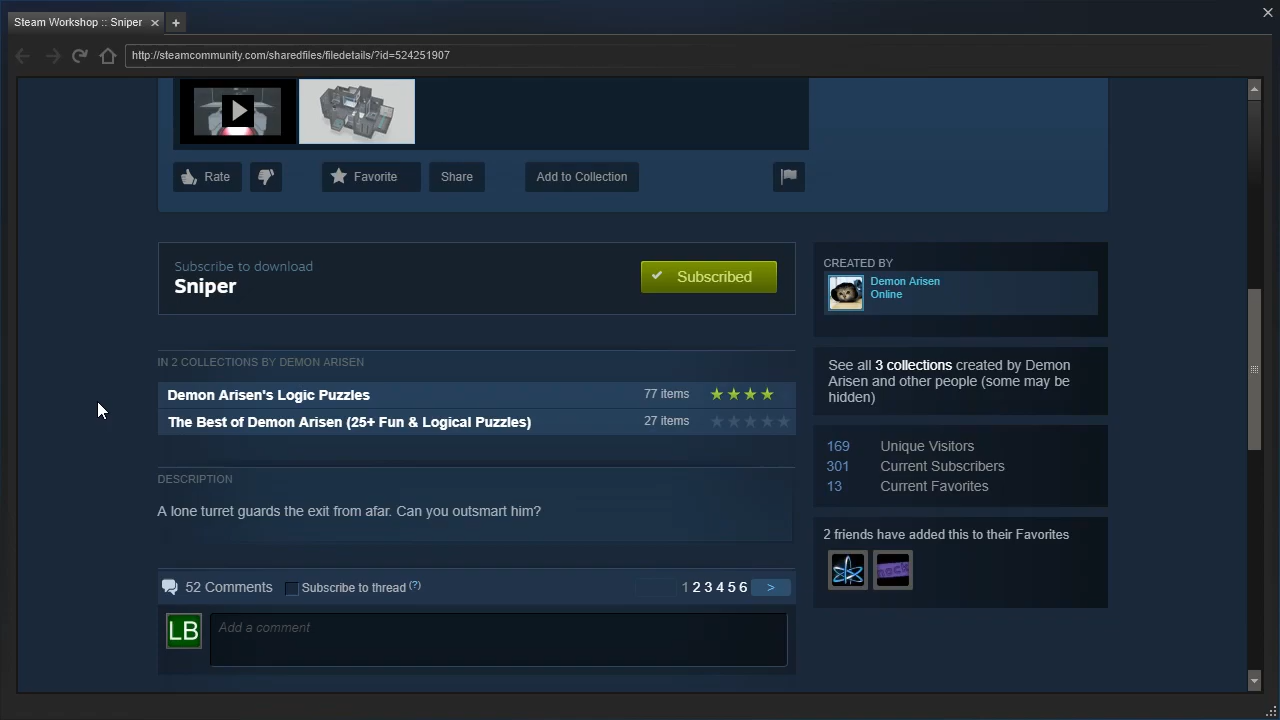 Steam Workshop :: Sniper
http://steamcommunity.com/sharedfiles/filedetails/?id=524251907
Rate
Favorite
Share
Add to Collection
Subscribe to download
Sniper
Subscribed
IN 2 COLLECTIONS BY DEMON ARISEN
Demon Arisen's Logic Puzzles 77 items
The Best of Demon Arisen (25+ Fun & Logical Puzzles) 27 items
DESCRIPTION
A lone turret guards the exit from afar. Can you outsmart him?
52 Comments Subscribe to thread (?) 1 2 3 4 5 6 >
LB
Add a comment
CREATED BY
Demon Arisen
Online
See all 3 collections created by Demon
Arisen and other people (some may be
hidden)
169 Unique Visitors
301 Current Subscribers
13 Current Favorites
2 friends have added this to their Favorites